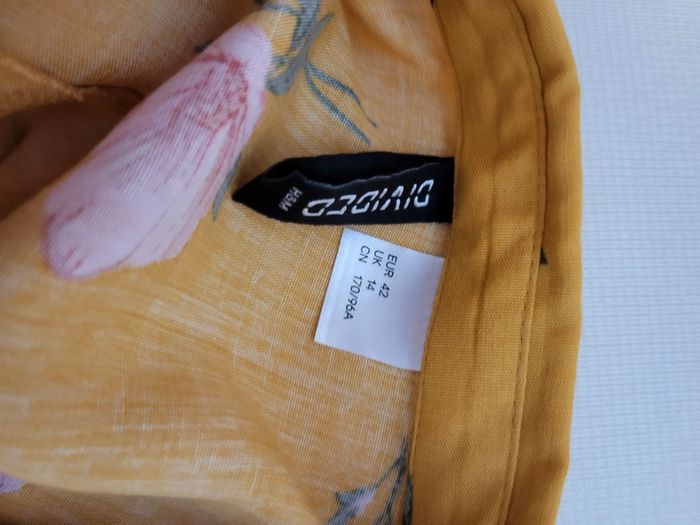 DIVIDED
H&M
EUR 42
UK 14
CN 170/96A